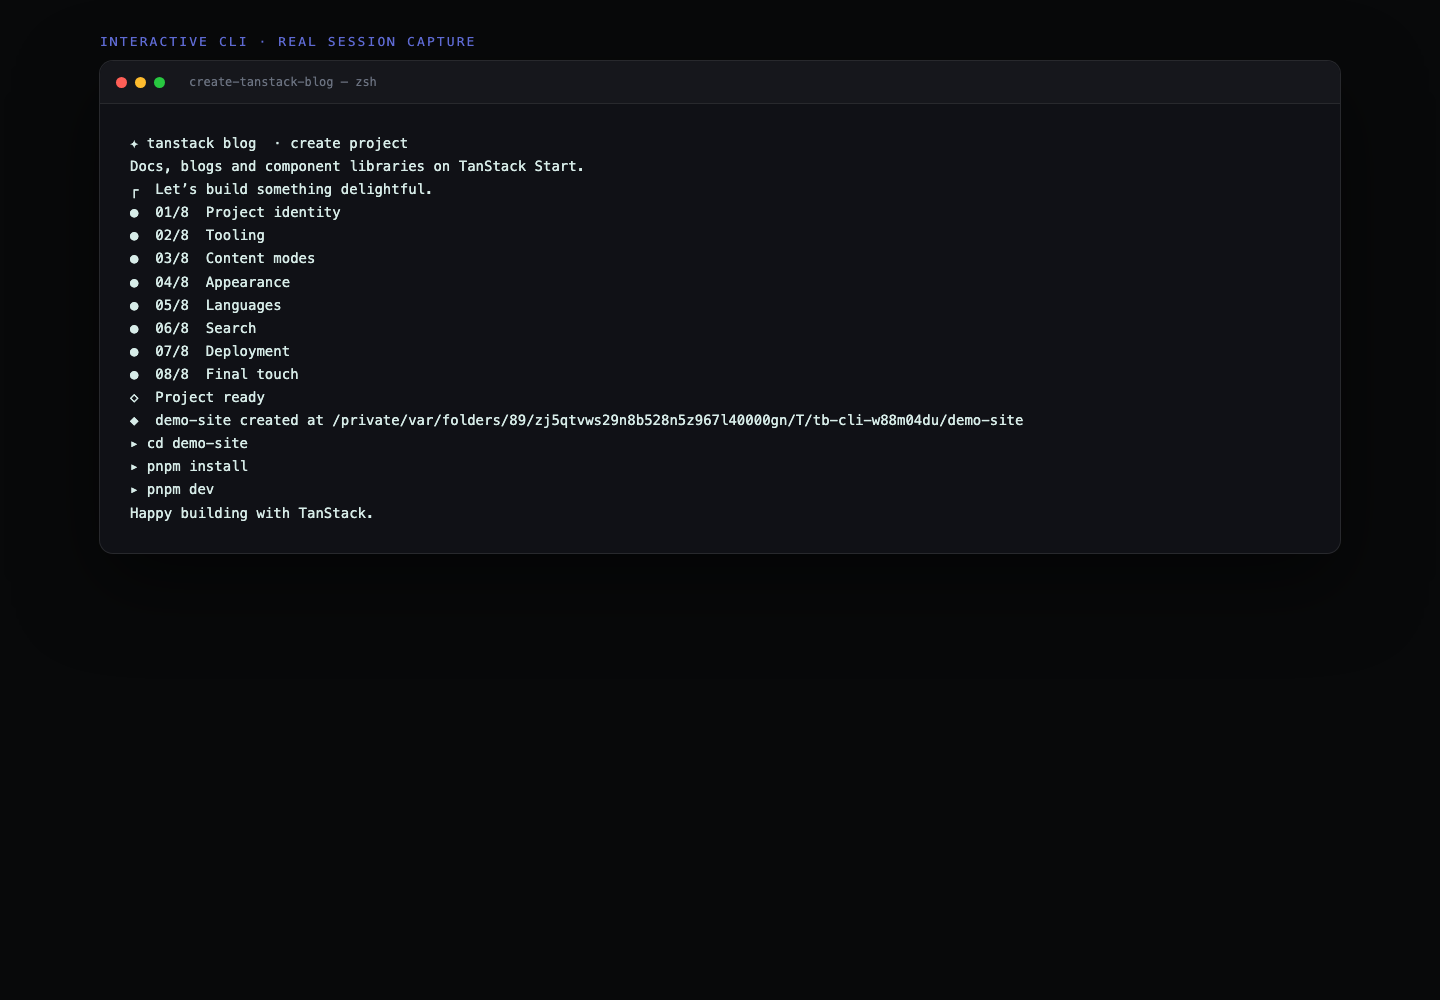 INTERACTIVE CLI · REAL SESSION CAPTURE
create-tanstack-blog — zsh
✦ tanstack blog  · create project
Docs, blogs and component libraries on TanStack Start.
┌  Let’s build something delightful.
●  01/8  Project identity
●  02/8  Tooling
●  03/8  Content modes
●  04/8  Appearance
●  05/8  Languages
●  06/8  Search
●  07/8  Deployment
●  08/8  Final touch
◇  Project ready
◆  demo-site created at /private/var/folders/89/zj5qtvws29n8b528n5z967l40000gn/T/tb-cli-w88m04du/demo-site
▸ cd demo-site
▸ pnpm install
▸ pnpm dev
Happy building with TanStack.